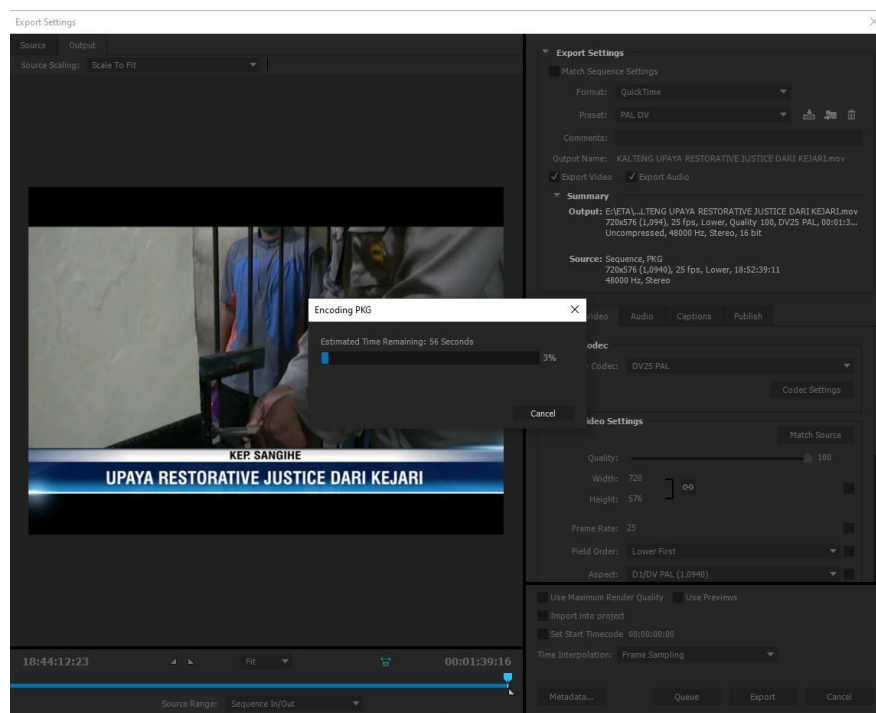 Export Settings
Source Output
Source Scaling: Scale To Fit
KEP. SANGIHE
UPAYA RESTORATIVE JUSTICE DARI KEJARI
18:44:12:23 Fit 00:01:39:16
Source Range: Sequence In/Out
Encoding PKG
Estimated Time Remaining: 56 Seconds
3%
Cancel
Export Settings
Match Sequence Settings
Format: QuickTime
Preset: PAL DV
Comments:
Output Name: KALTENG UPAYA RESTORATIVE JUSTICE DARI KEJARI.mov
Export Video Export Audio
Summary
Output: E:\ETA\...LTENG UPAYA RESTORATIVE JUSTICE DARI KEJARI.mov
720x576 (1,094), 25 fps, Lower, Quality 100, DV25 PAL, 00:01:3...
Uncompressed, 48000 Hz, Stereo, 16 bit
Source: Sequence, PKG
720x576 (1,0940), 25 fps, Lower, 18:52:39:11
48000 Hz, Stereo
Video Audio Captions Publish
odec
Codec: DV25 PAL
Codec Settings
ideo Settings
Match Source
Quality: 100
Width: 720
Height: 576
Frame Rate: 25
Field Order: Lower First
Aspect: D1/DV PAL (1.0940)
Use Maximum Render Quality Use Previews
Import into project
Set Start Timecode 00:00:00:00
Time Interpolation: Frame Sampling
Metadata... Queue Export Cancel